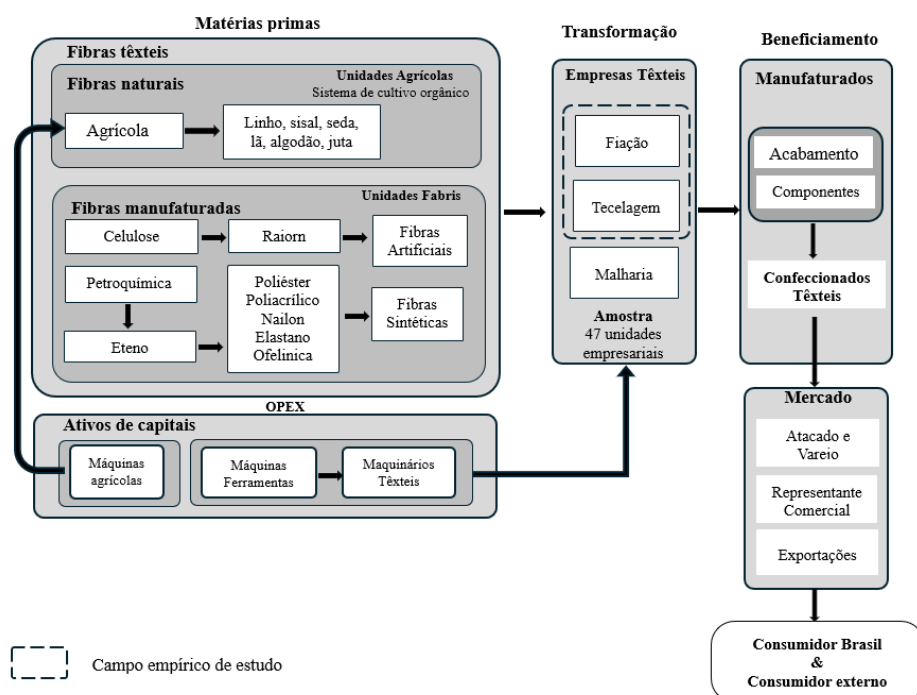 Matérias primas
Fibras têxteis
Fibras naturais
Unidades Agrícolas
Sistema de cultivo orgânico
Agrícola
Linho, sisal, seda,
lã, algodão, juta
Fibras manufaturadas
Unidades Fabris
Celulose
Raiorn
Fibras
Artificiais
Petroquímica
Eteno
Poliéster
Poliacrílico
Nailon
Elastano
Ofelinica
Fibras
Sintéticas
OPEX
Ativos de capitais
Máquinas
agrícolas
Máquinas
Ferramentas
Maquinários
Têxteis
Transformação
Empresas Têxteis
Fiação
Tecelagem
Malharia
Amostra
47 unidades
empresariais
Beneficiamento
Manufaturados
Acabamento
Componentes
Confeccionados
Têxteis
Mercado
Atacado e
Vareio
Representante
Comercial
Exportações
Consumidor Brasil
&
Consumidor externo
Campo empírico de estudo